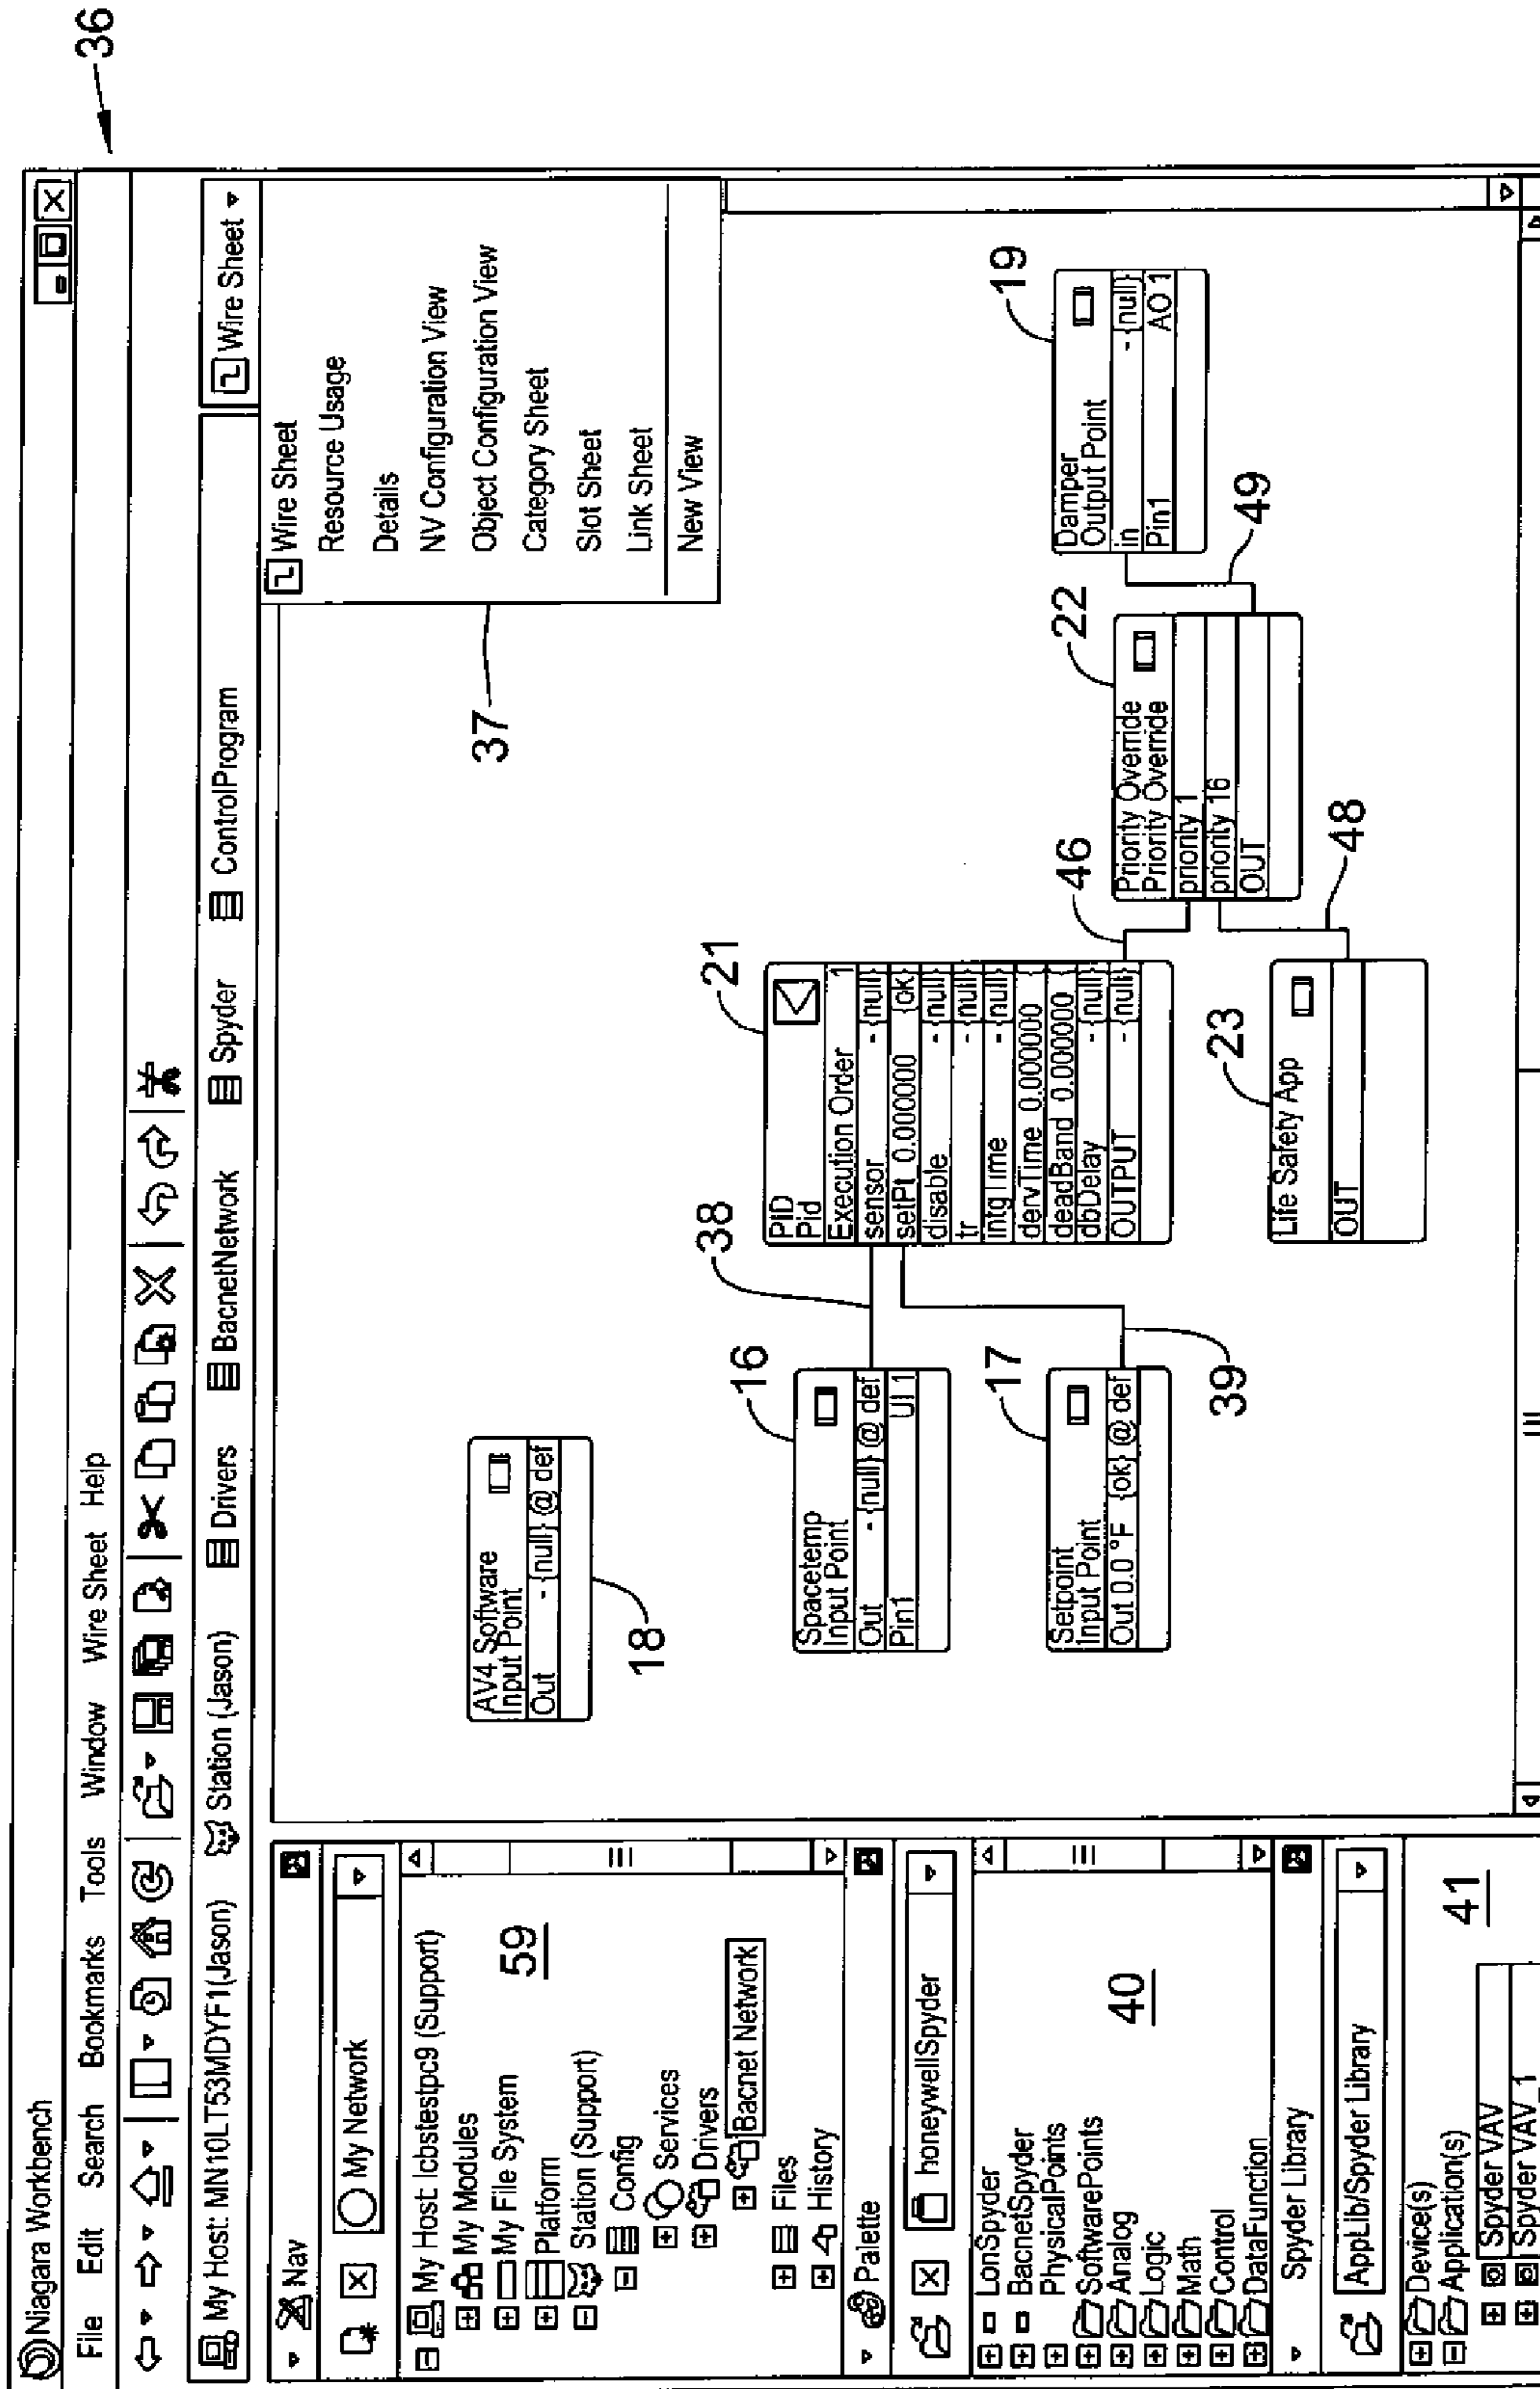 Niagara Workbench
File Edit Search Bookmarks Tools Window Wire Sheet Help
My Host: MN10LT53MDYF1(Jason) Station (Jason) Drivers BacnetNetwork Spyder ControlProgram Wire Sheet
36
Nav
My Network
My Host: lcbstestpc9 (Support)
My Modules
My File System
Platform
Station (Support)
Config
Services
Drivers
Bacnet Network
Files
History
59
Palette
honeywellSpyder
LonSpyder
BacnetSpyder
PhysicalPoints
SoftwarePoints
Analog
Logic
Math
Control
DataFunction
40
Spyder Library
AppLib/Spyder Library
Device(s)
Application(s)
Spyder VAV
Spyder VAV_1
41
Wire Sheet
Resource Usage
Details
NV Configuration View
Object Configuration View
Category Sheet
Slot Sheet
Link Sheet
New View
37
AV4 Software
Input Point
Out - {null} @ def
18
Spacetemp
Input Point
Out - {null} @ def
Pin1 UI 1
16
Setpoint
Input Point
Out 0.0 °F {ok} @ def
17
38
39
PID
Pid
Execution Order 1
sensor - {null}
setPt 0.000000 {ok}
disable - {null}
tr - {null}
intgTime - {null}
dervTime 0.000000 {
deadBand 0.000000 {
dbDelay - {null}
OUTPUT - {null}
21
Life Safety App
OUT
23
46
48
Priority Override
Priority Override
priority 1
priority 16
OUT
22
49
Damper
Output Point
in - {null}
Pin1 AO 1
19